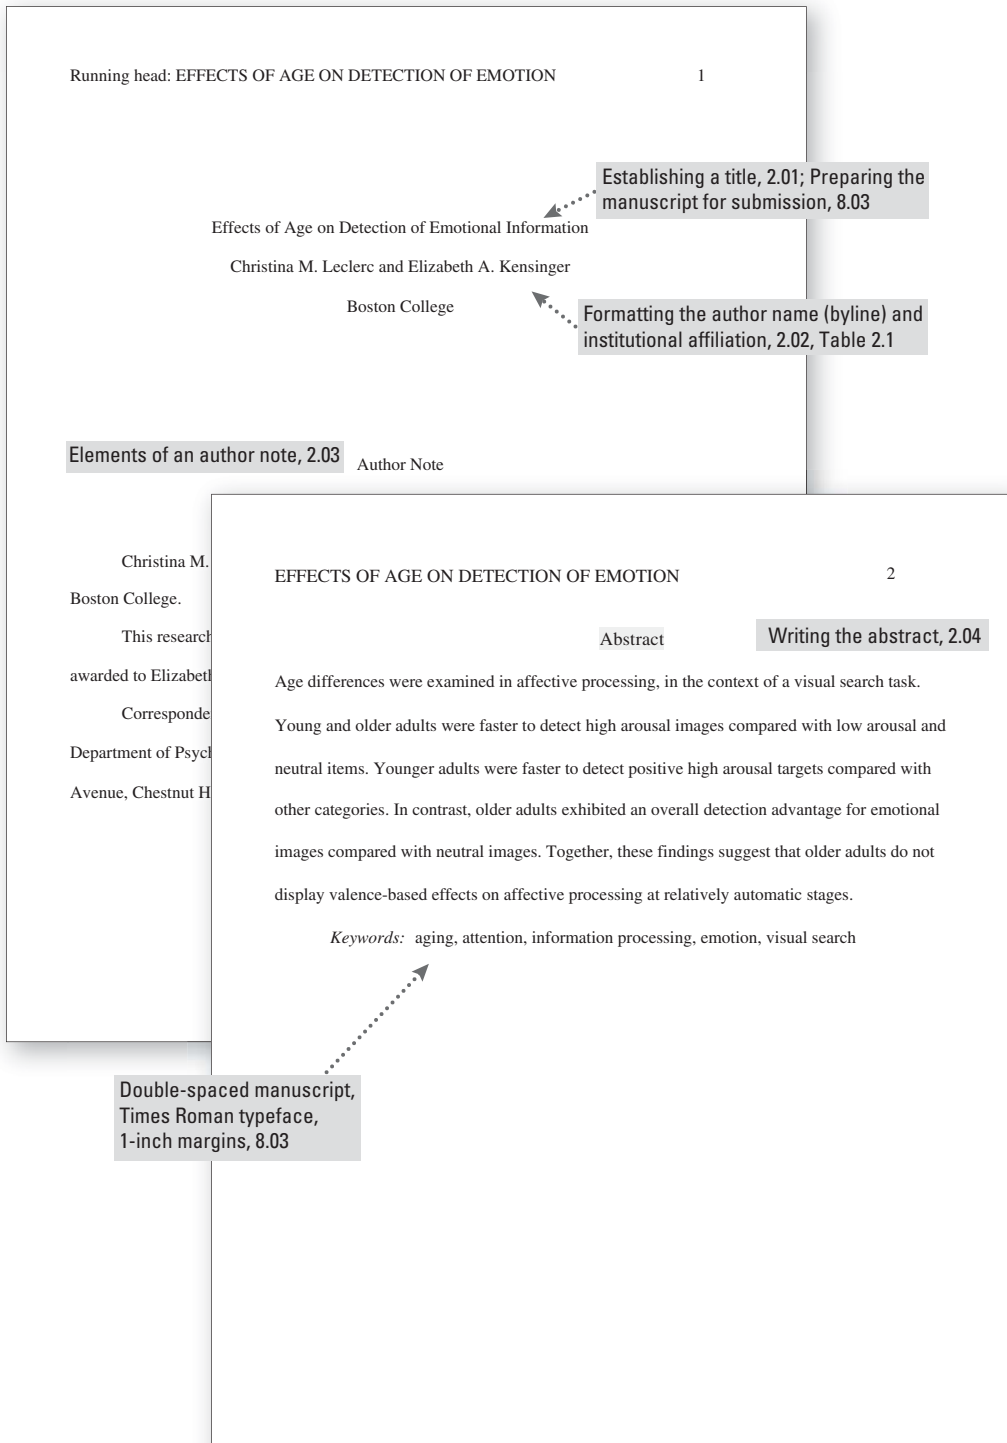 Running head: EFFECTS OF AGE ON DETECTION OF EMOTION 1
Establishing a title, 2.01; Preparing the
manuscript for submission, 8.03
Effects of Age on Detection of Emotional Information
Christina M. Leclerc and Elizabeth A. Kensinger
Boston College
Formatting the author name (byline) and
institutional affiliation, 2.02, Table 2.1
Elements of an author note, 2.03
Author Note
Christina M.
Boston College.
This research
awarded to Elizabeth
Corresponde
Department of Psych
Avenue, Chestnut H
EFFECTS OF AGE ON DETECTION OF EMOTION 2
Abstract
Writing the abstract, 2.04
Age differences were examined in affective processing, in the context of a visual search task.
Young and older adults were faster to detect high arousal images compared with low arousal and
neutral items. Younger adults were faster to detect positive high arousal targets compared with
other categories. In contrast, older adults exhibited an overall detection advantage for emotional
images compared with neutral images. Together, these findings suggest that older adults do not
display valence-based effects on affective processing at relatively automatic stages.
Keywords: aging, attention, information processing, emotion, visual search
Double-spaced manuscript,
Times Roman typeface,
1-inch margins, 8.03